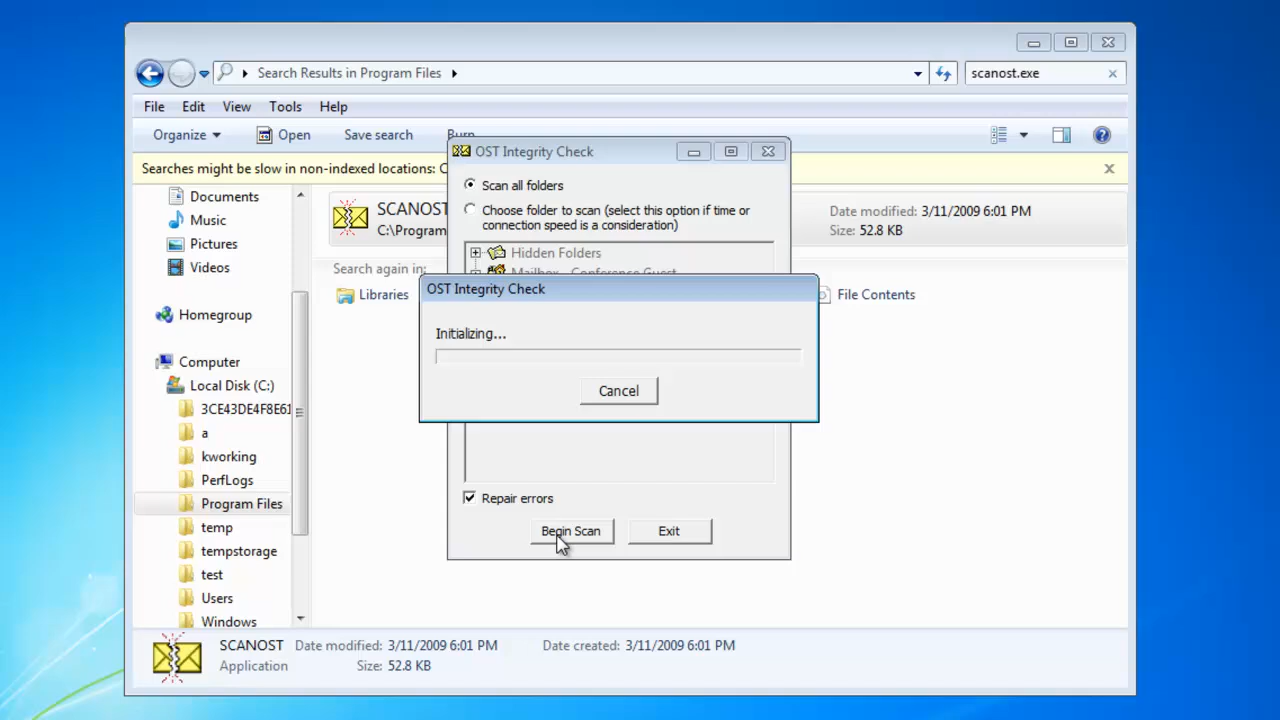 Search Results in Program Files
scanost.exe
File Edit View Tools Help
Organize Open Save search Burn
Searches might be slow in non-indexed locations: C
OST Integrity Check
Scan all folders
Choose folder to scan (select this option if time or
connection speed is a consideration)
Hidden Folders
Mailbox - Conference Guest
OST Integrity Check
Initializing...
Cancel
Repair errors
Begin Scan Exit
Documents
Music
Pictures
Videos
Homegroup
Computer
Local Disk (C:)
3CE43DE4F8E61
a
kworking
PerfLogs
Program Files
temp
tempstorage
test
Users
Windows
SCANOST
C:\Program
Date modified: 3/11/2009 6:01 PM
Size: 52.8 KB
Search again in:
Libraries
File Contents
SCANOST Date modified: 3/11/2009 6:01 PM Date created: 3/11/2009 6:01 PM
Application Size: 52.8 KB